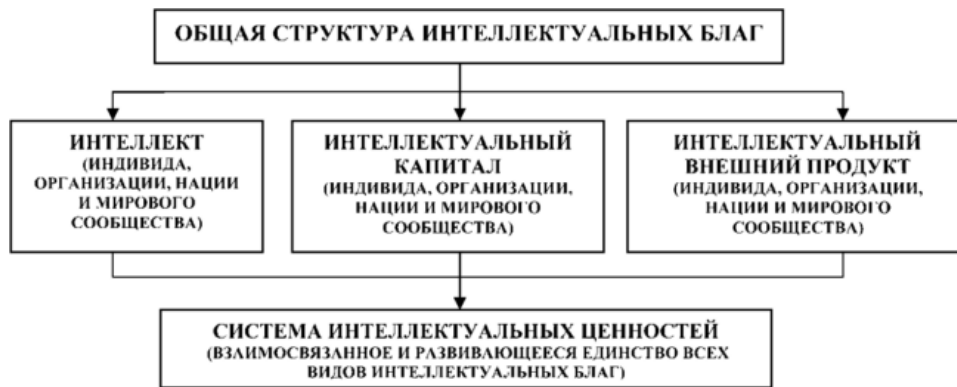 ОБЩАЯ СТРУКТУРА ИНТЕЛЛЕКТУАЛЬНЫХ БЛАГ
ИНТЕЛЛЕКТ
(ИНДИВИДА,
ОРГАНИЗАЦИИ, НАЦИИ
И МИРОВОГО
СООБЩЕСТВА)
ИНТЕЛЛЕКТУАЛЬНЫЙ
КАПИТАЛ
(ИНДИВИДА, ОРГАНИЗАЦИИ,
НАЦИИ И МИРОВОГО
СООБЩЕСТВА)
ИНТЕЛЛЕКТУАЛЬНЫЙ
ВНЕШНИЙ ПРОДУКТ
(ИНДИВИДА, ОРГАНИЗАЦИИ,
НАЦИИ И МИРОВОГО
СООБЩЕСТВА)
СИСТЕМА ИНТЕЛЛЕКТУАЛЬНЫХ ЦЕННОСТЕЙ
(ВЗАИМОСВЯЗАННОЕ И РАЗВИВАЮЩЕЕСЯ ЕДИНСТВО ВСЕХ
ВИДОВ ИНТЕЛЛЕКТУАЛЬНЫХ БЛАГ)